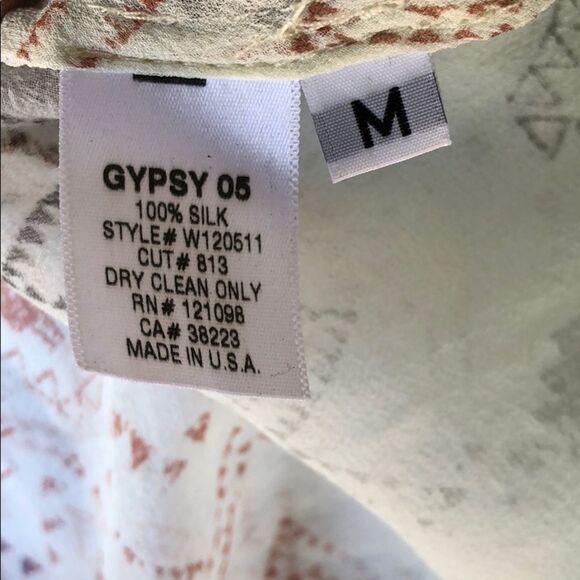 GYPSY 05
100% SILK
STYLE# W120511
CUT# 813
DRY CLEAN ONLY
RN# 121098
CA# 38223
MADE IN U.S.A.
M